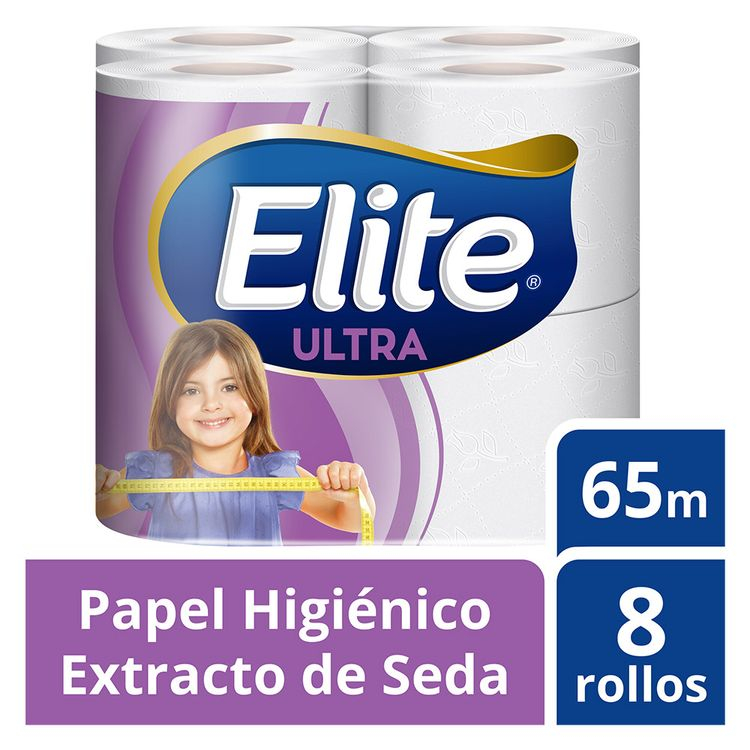 Elite®
ULTRA
65m
Papel Higiénico
Extracto de Seda
8
rollos